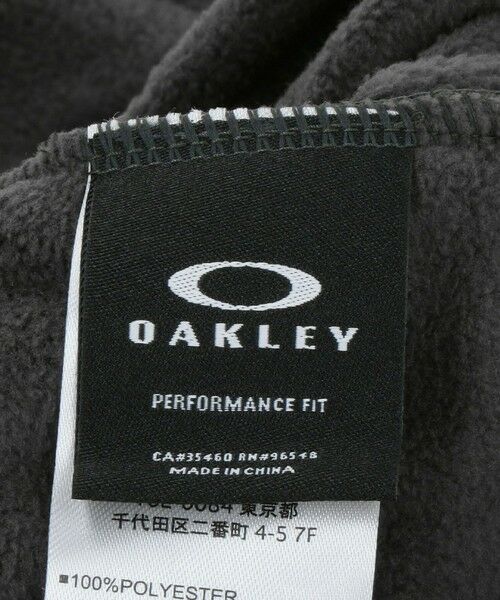 OAKLEY
PERFORMANCE FIT
CA#35460 RN#96548
MADE IN CHINA
0084 東京都
千代田区二番町 4-5 7F
■100%POLYESTER